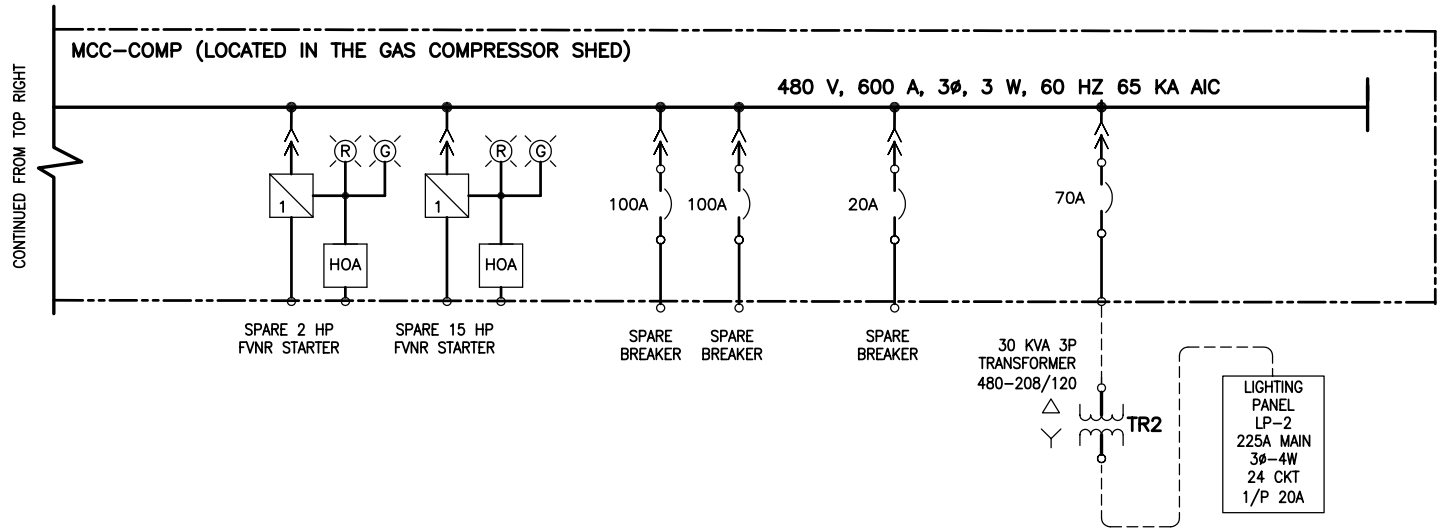 CONTINUED FROM TOP RIGHT
MCC-COMP (LOCATED IN THE GAS COMPRESSOR SHED)
480 V, 600 A, 3ø, 3 W, 60 HZ 65 KA AIC
R
G
R
G
1
1
100A
100A
20A
70A
HOA
HOA
SPARE 2 HP
FVNR STARTER
SPARE 15 HP
FVNR STARTER
SPARE
BREAKER
SPARE
BREAKER
SPARE
BREAKER
30 KVA 3P
TRANSFORMER
480-208/120
TR2
LIGHTING
PANEL
LP-2
225A MAIN
3ø-4W
24 CKT
1/P 20A